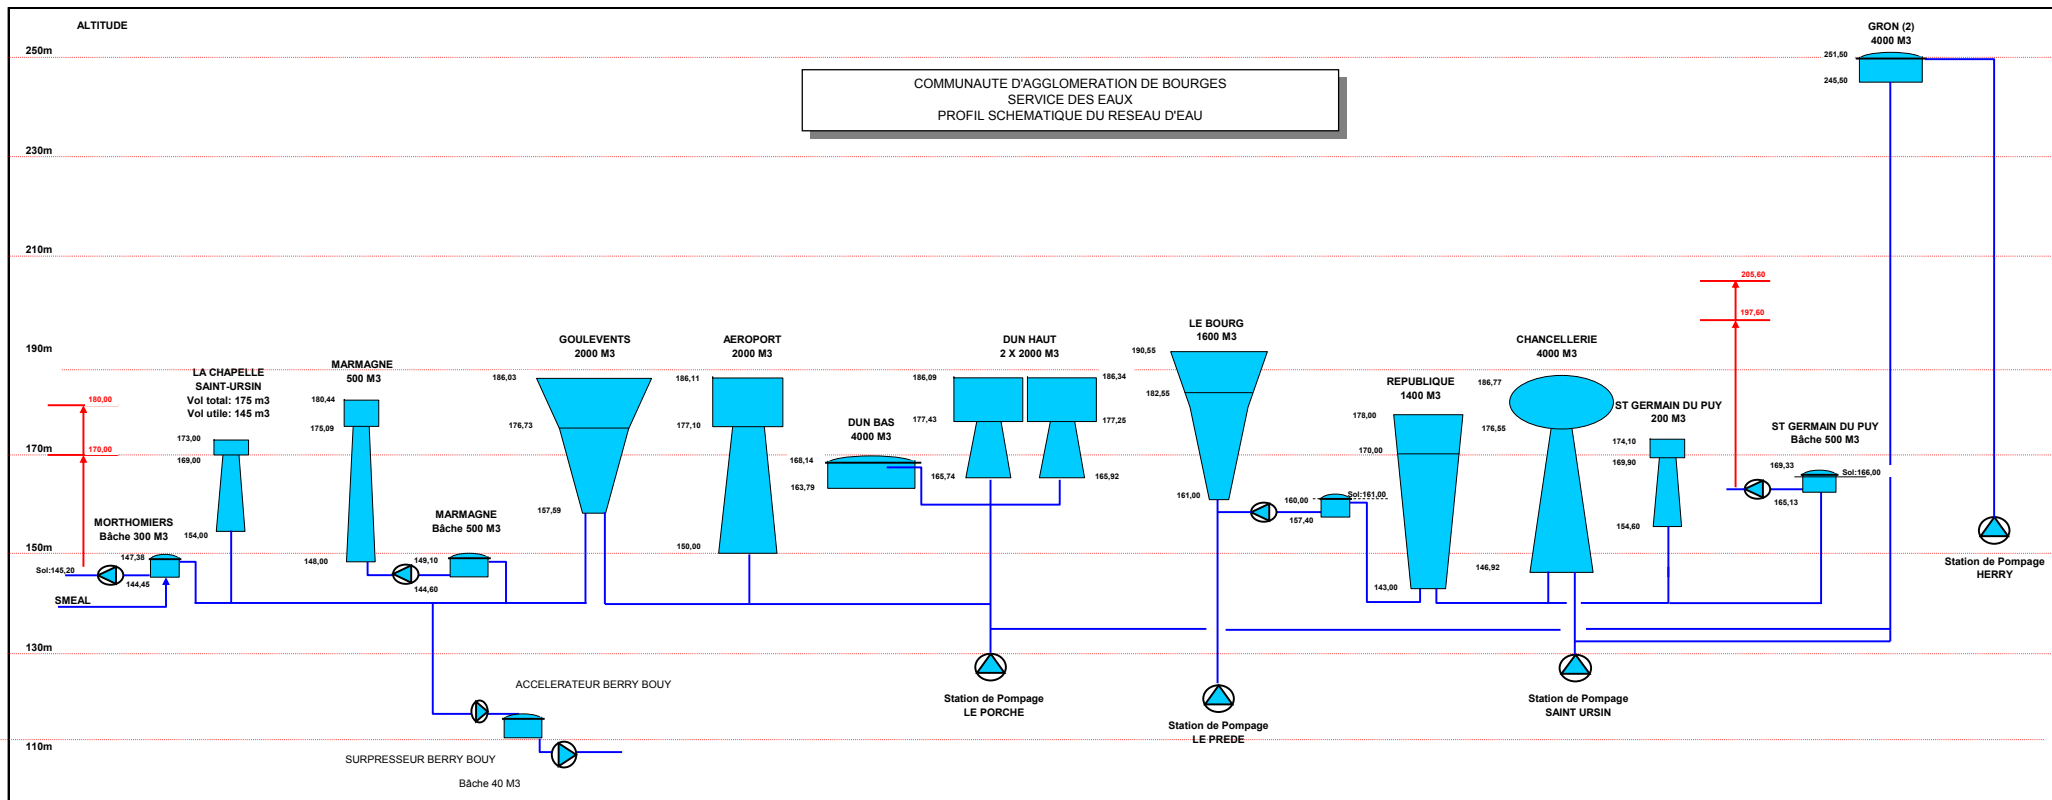 ALTITUDE
250m
230m
210m
190m
170m
150m
130m
110m
COMMUNAUTE D'AGGLOMERATION DE BOURGES
SERVICE DES EAUX
PROFIL SCHEMATIQUE DU RESEAU D'EAU
180,00
170,00
Sol:145,20
SMEAL
MORTHOMIERS
Bâche 300 M3
147,38
144,45
LA CHAPELLE
SAINT-URSIN
Vol total: 175 m3
Vol utile: 145 m3
173,00
169,00
154,00
MARMAGNE
500 M3
180,44
175,09
148,00
MARMAGNE
Bâche 500 M3
149,10
144,60
GOULEVENTS
2000 M3
186,03
176,73
157,59
ACCELERATEUR BERRY BOUY
SURPRESSEUR BERRY BOUY
Bâche 40 M3
AEROPORT
2000 M3
186,11
177,10
150,00
DUN BAS
4000 M3
168,14
163,79
DUN HAUT
2 X 2000 M3
186,09
186,34
177,43
177,25
165,74
165,92
Station de Pompage
LE PORCHE
LE BOURG
1600 M3
190,55
182,55
161,00
Station de Pompage
LE PREDE
160,00
157,40
Sol:161,00
REPUBLIQUE
1400 M3
178,00
170,00
143,00
CHANCELLERIE
4000 M3
186,77
176,55
146,92
Station de Pompage
SAINT URSIN
ST GERMAIN DU PUY
200 M3
174,10
169,90
154,60
205,60
197,60
ST GERMAIN DU PUY
Bâche 500 M3
169,33
Sol:166,00
165,13
GRON (2)
4000 M3
251,50
245,50
Station de Pompage
HERRY